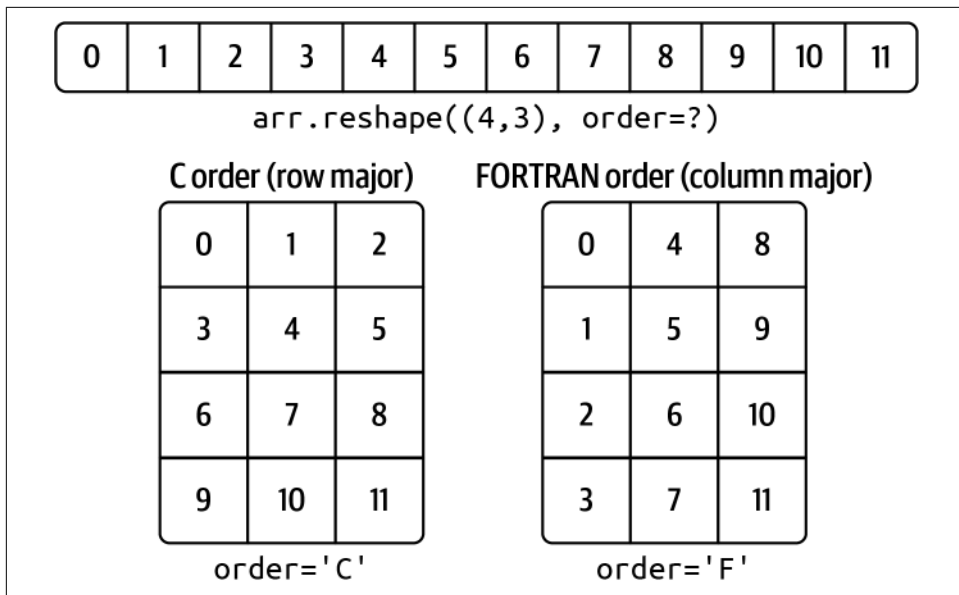 0 1 2 3 4 5 6 7 8 9 10 11
arr.reshape((4,3), order=?)
C order (row major)
0 1 2
3 4 5
6 7 8
9 10 11
order='C'
FORTRAN order (column major)
0 4 8
1 5 9
2 6 10
3 7 11
order='F'